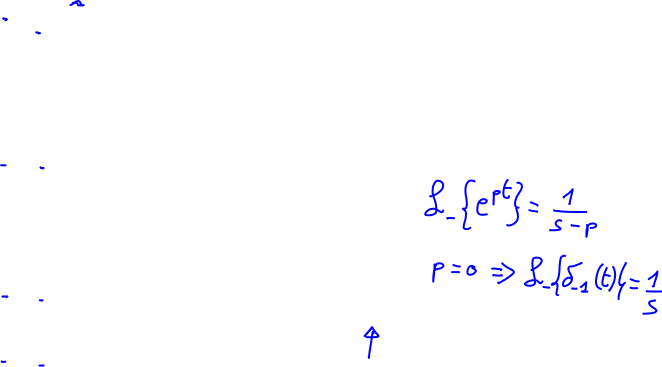 ℒ₋{e^{pt}} = 1/(s-p)
p=0 ⇒ ℒ₋{δ₋₁(t)} = 1/s